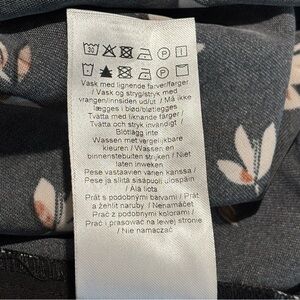 30
P
P
Vask med lignende farver/farger
/ Vask og stryg/stryk med
vrangen/innsiden ud/ut / Må ikke
lægges i blød/bløtlegges
Tvätta med liknande färger /
Tvätta och stryk invändigt /
Blötlägg inte
Wassen met vergelijkbare
kleuren / Wassen en
binnenstebuiten strijken / Niet
laten inweken
Pese vastaavien värien kanssa /
Pese ja silitä sisäpuoli ulospäin
/ Älä liota
Prát s podobnými barvami / Prát
a žehlit naruby / Nenamáčet
Prać z podobnymi kolorami /
Prać i prasować na lewej stronie
/ Nie namaczać